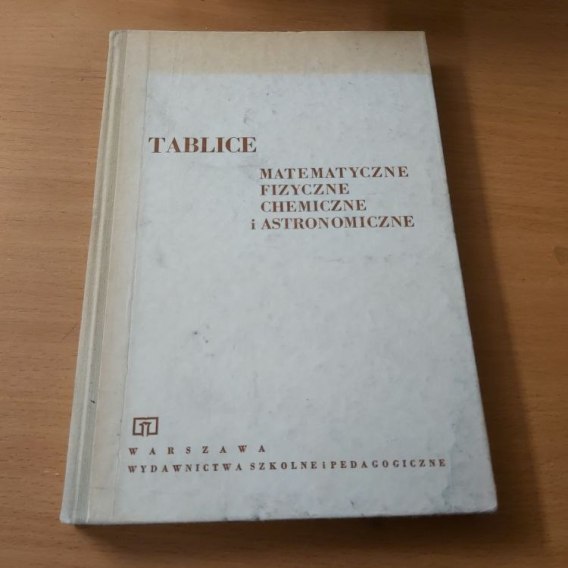 TABLICE
MATEMATYCZNE
FIZYCZNE
CHEMICZNE
i ASTRONOMICZNE
WARSZAWA
WYDAWNICTWA SZKOLNE i PEDAGOGICZNE